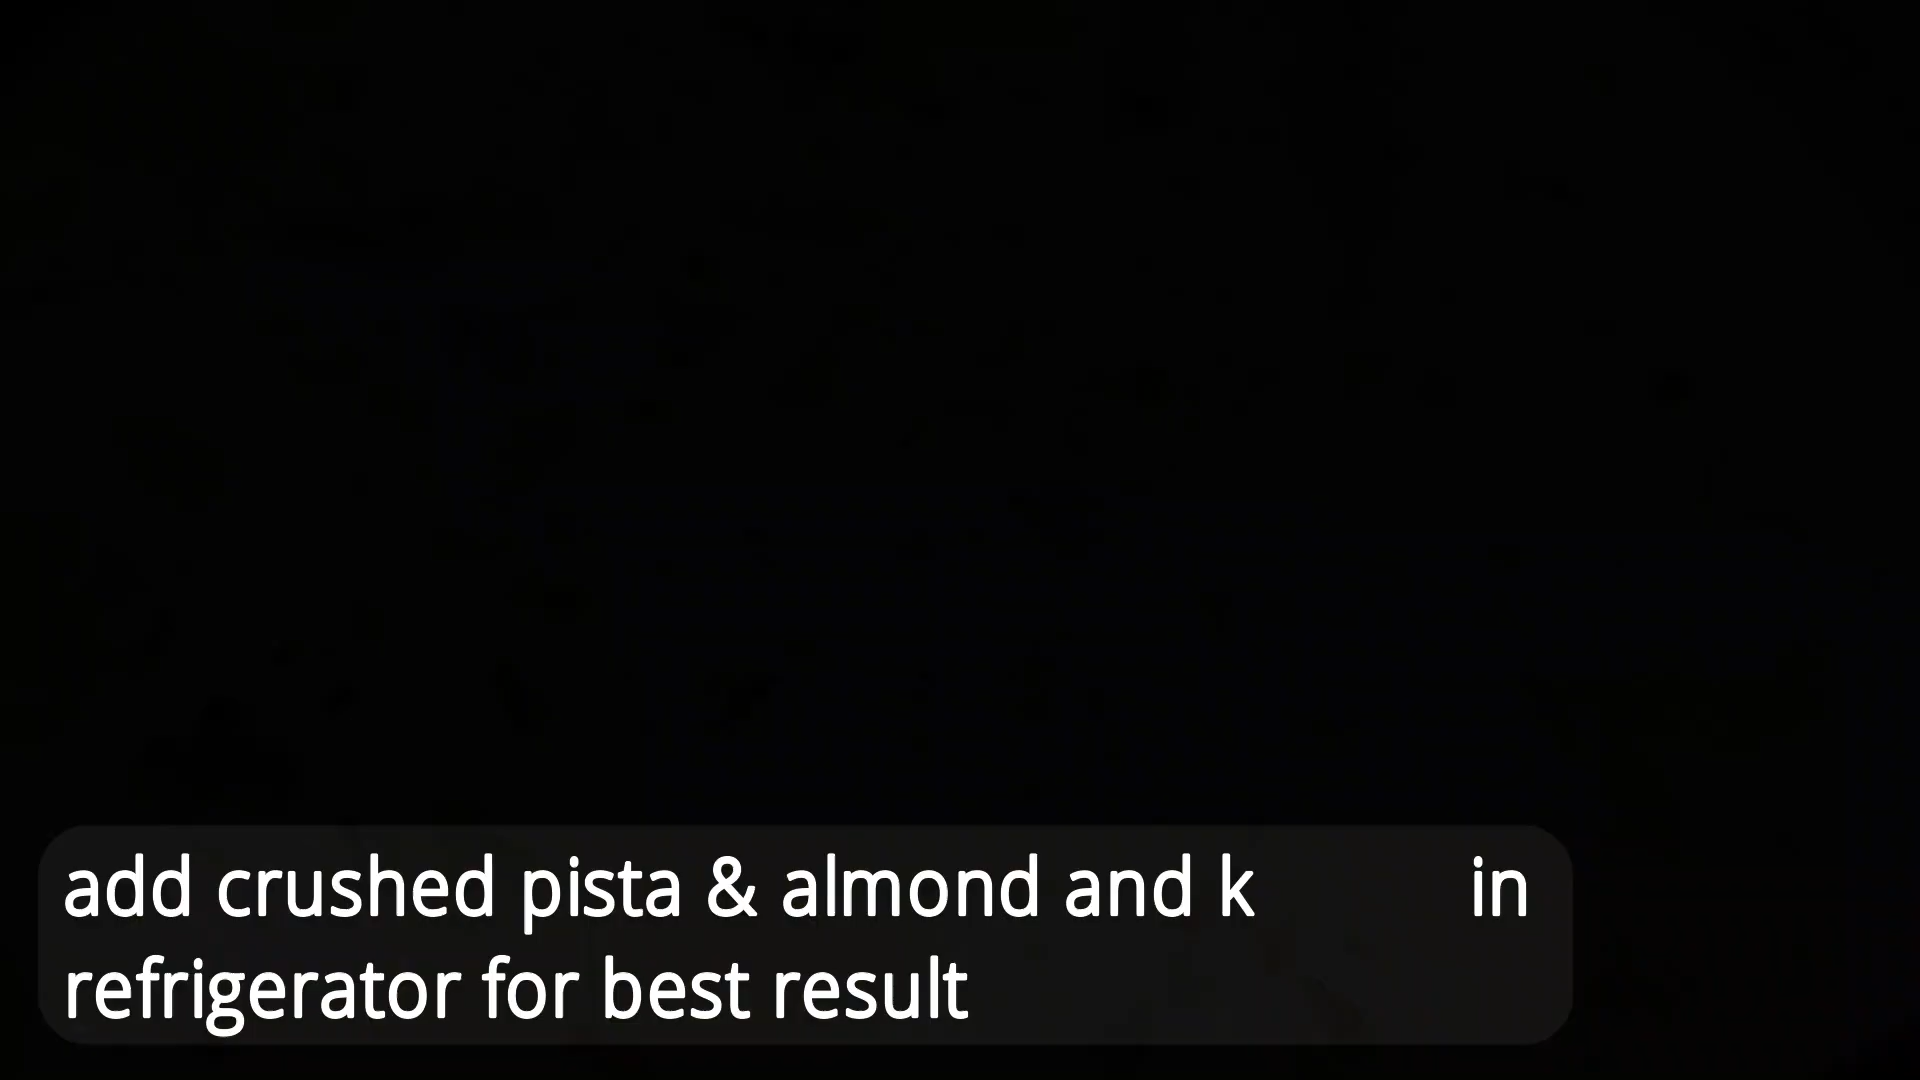 add crushed pista & almond and k in
refrigerator for best result